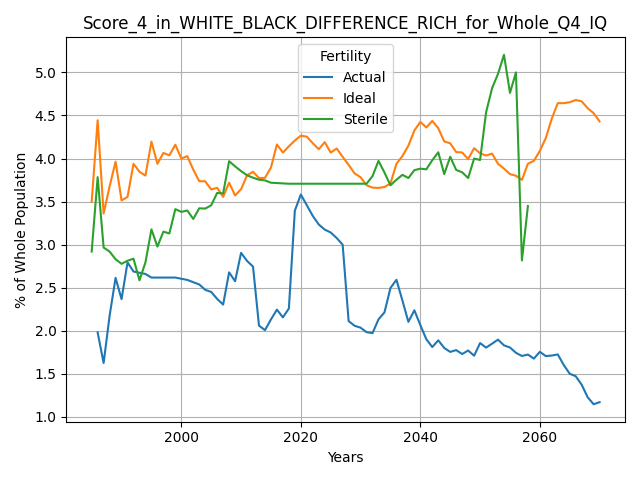 Score_4_in_WHITE_BLACK_DIFFERENCE_RICH_for_Whole_Q4_IQ
Fertility
Actual
Ideal
Sterile
% of Whole Population
5.0
4.5
4.0
3.5
3.0
2.5
2.0
1.5
1.0
2000
2020
2040
2060
Years